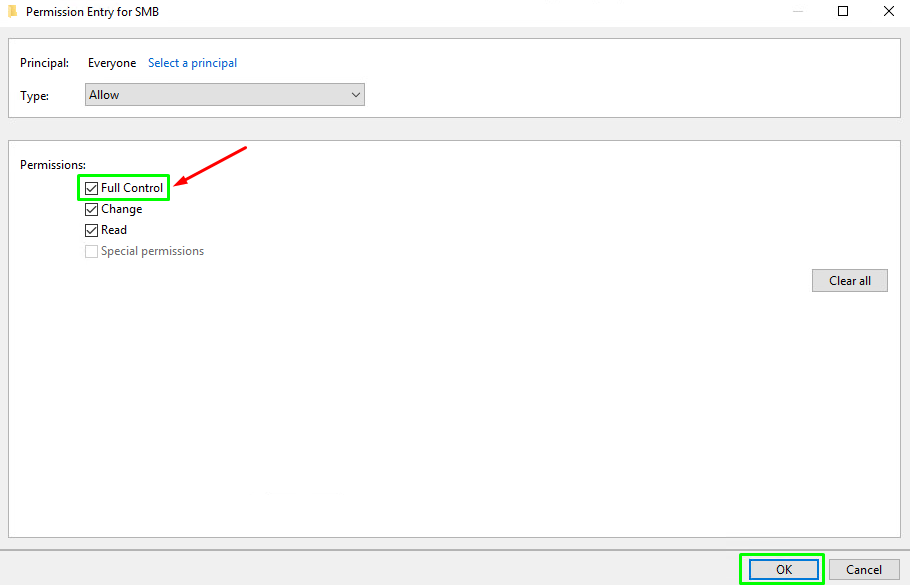 Permission Entry for SMB
Principal: Everyone Select a principal
Type: Allow
Permissions:
Full Control
Change
Read
Special permissions
Clear all
OK Cancel